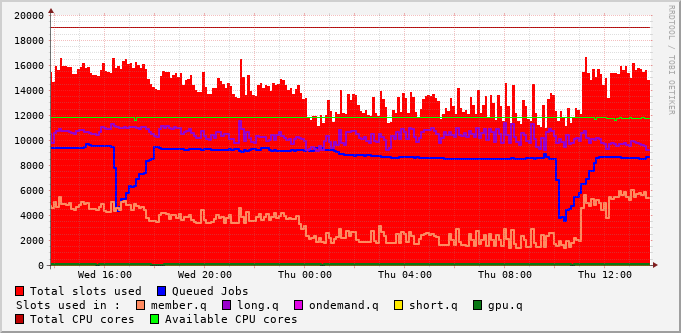 20000
18000
16000
14000
12000
10000
8000
6000
4000
2000
0
Wed 16:00 Wed 20:00 Thu 00:00 Thu 04:00 Thu 08:00 Thu 12:00
RRDTOOL / TOBI OETIKER
Total slots used Queued Jobs
Slots used in : member.q long.q ondemand.q short.q gpu.q
Total CPU cores Available CPU cores